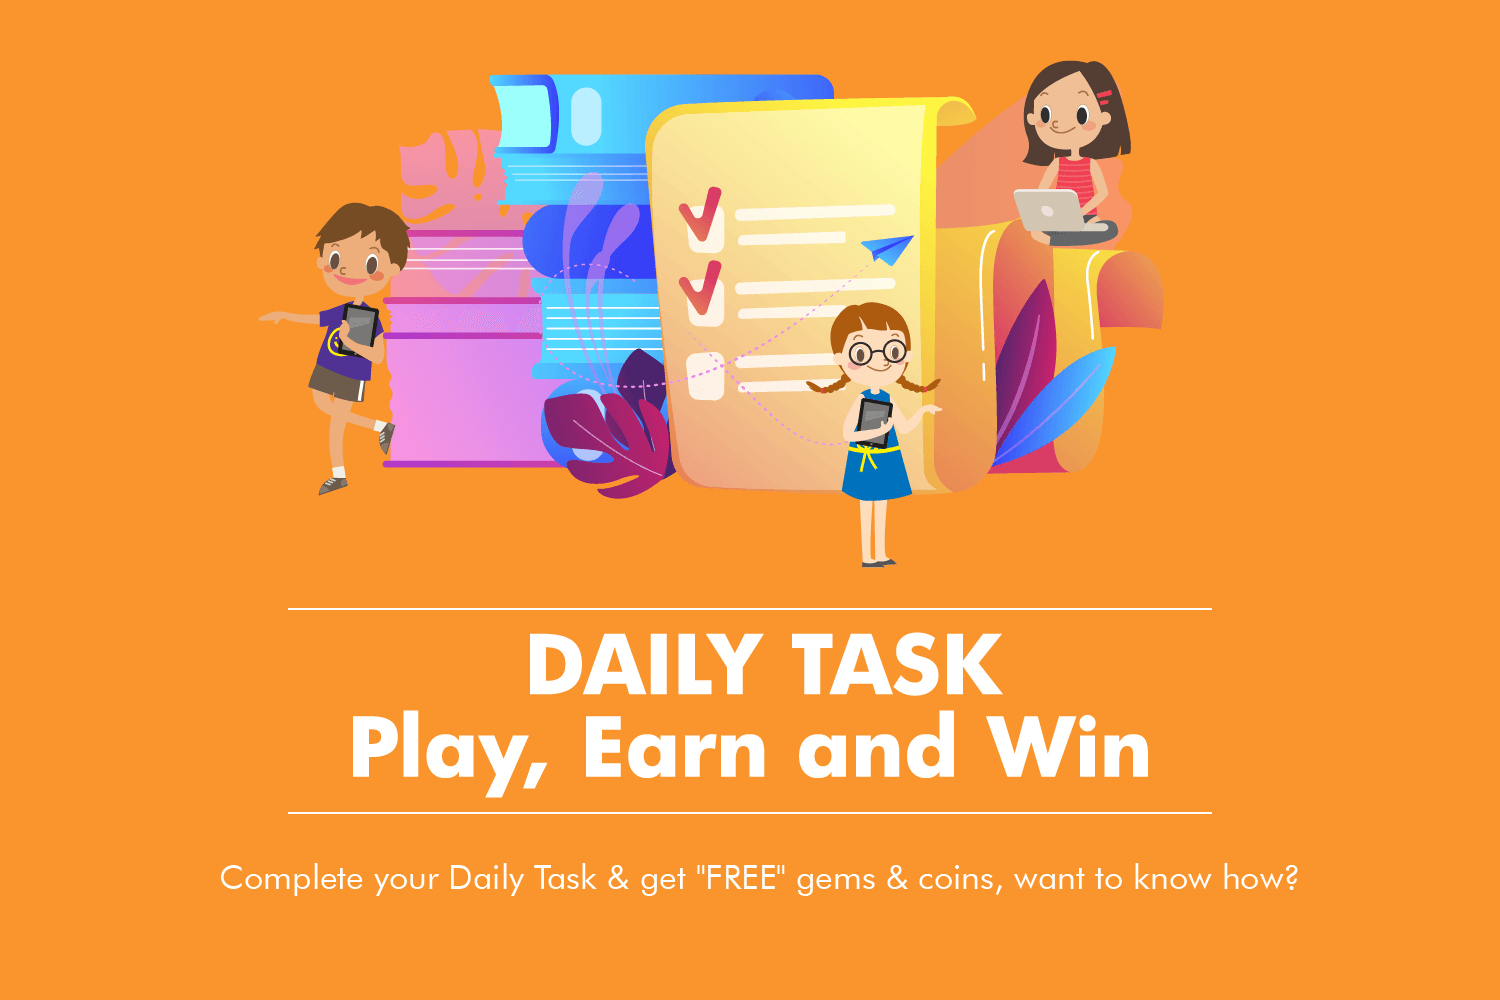 DAILY TASK
Play, Earn and Win
Complete your Daily Task & get "FREE" gems & coins, want to know how?